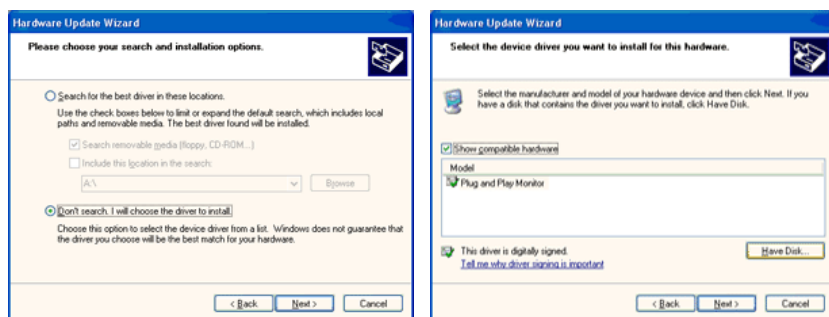 Hardware Update Wizard
Please choose your search and installation options.
Search for the best driver in these locations.
Use the check boxes below to limit or expand the default search, which includes local
paths and removable media. The best driver found will be installed.
Search removable media (floppy, CD-ROM...)
Include this location in the search:
A:\
Browse
Don't search. I will choose the driver to install.
Choose this option to select the device driver from a list. Windows does not guarantee that
the driver you choose will be the best match for your hardware.
< Back
Next >
Cancel
Hardware Update Wizard
Select the device driver you want to install for this hardware.
Select the manufacturer and model of your hardware device and then click Next. If you
have a disk that contains the driver you want to install, click Have Disk.
Show compatible hardware
Model
Plug and Play Monitor
This driver is digitally signed.
Tell me why driver signing is important
Have Disk...
< Back
Next >
Cancel